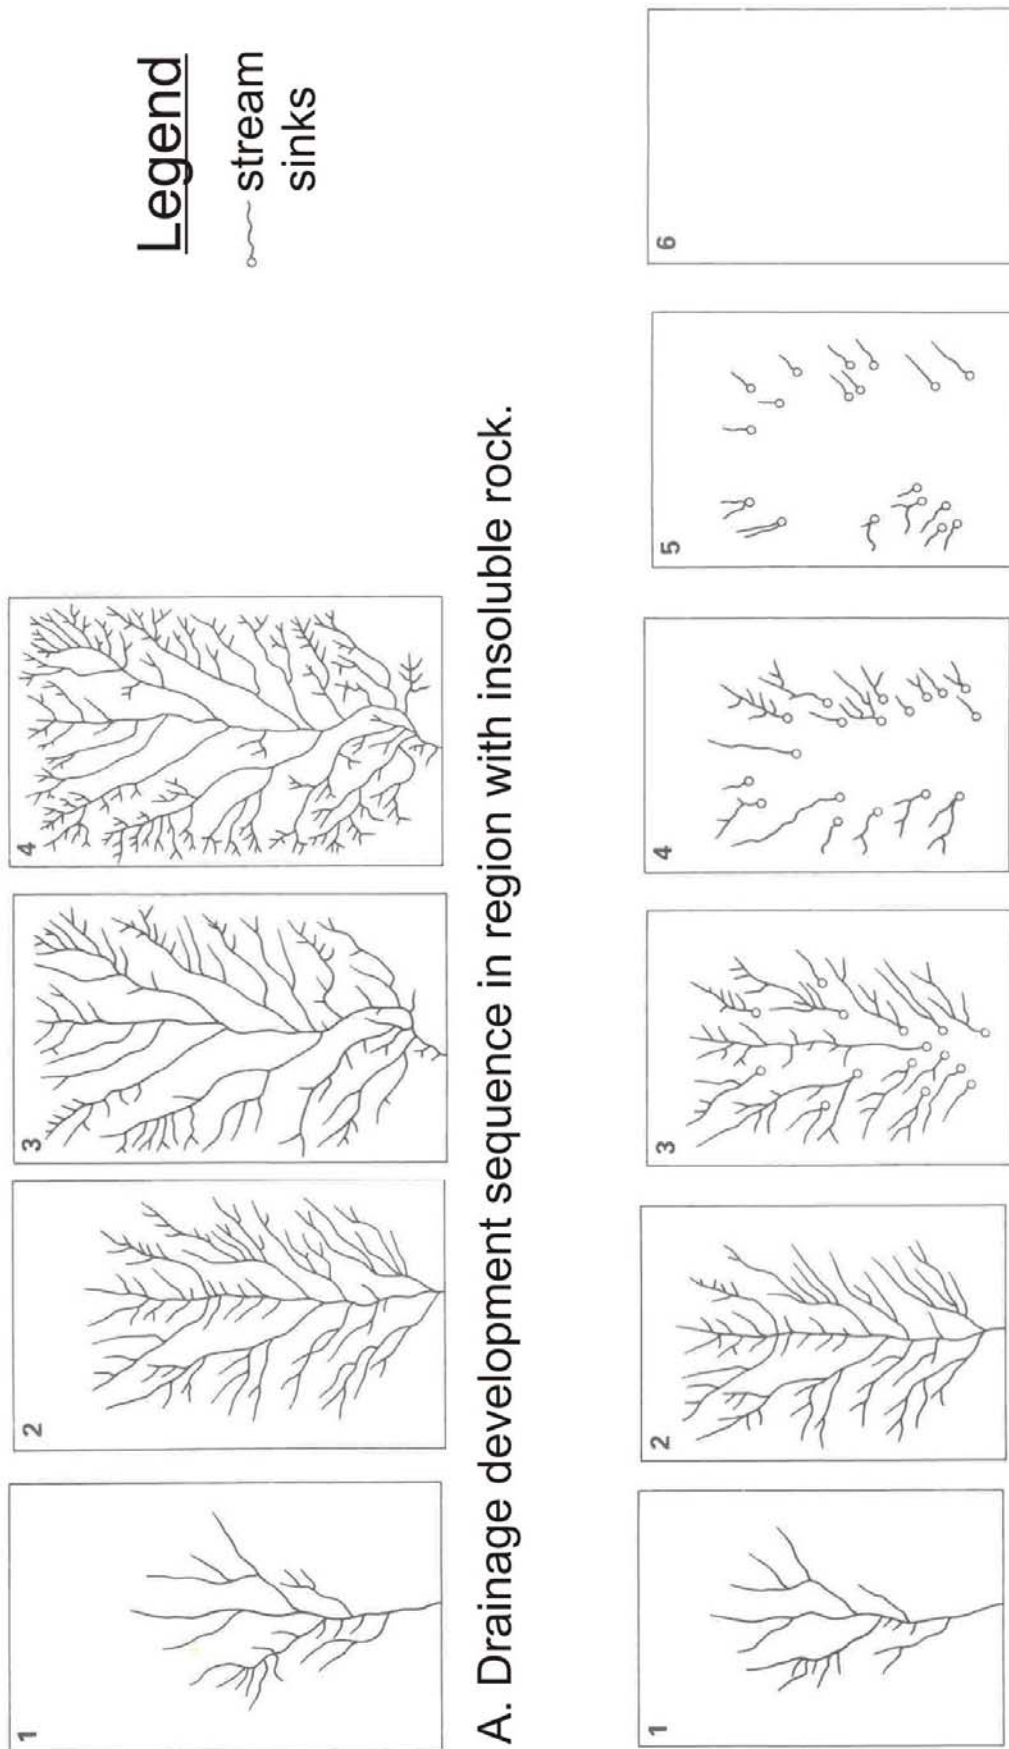 Legend
stream
sinks
1
2
3
4
A. Drainage development sequence in region with insoluble rock.
1
2
3
4
5
6